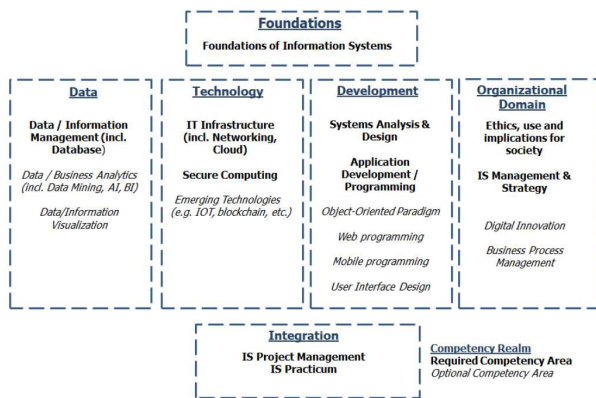 Foundations
Foundations of Information Systems
Data
Data / Information
Management (incl.
Database)
Data / Business Analytics
(incl. Data Mining, AI, BI)
Data/Information
Visualization
Technology
IT Infrastructure
(incl. Networking,
Cloud)
Secure Computing
Emerging Technologies
(e.g. IOT, blockchain, etc.)
Development
Systems Analysis &
Design
Application
Development /
Programming
Object-Oriented Paradigm
Web programming
Mobile programming
User Interface Design
Organizational
Domain
Ethics, use and
implications for
society
IS Management &
Strategy
Digital Innovation
Business Process
Management
Integration
IS Project Management
IS Practicum
Competency Realm
Required Competency Area
Optional Competency Area